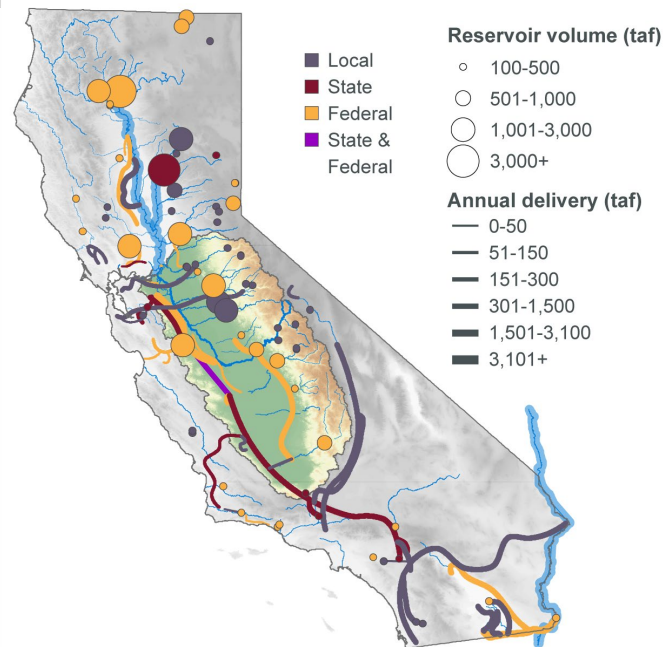 Local
State
Federal
State &
Federal
Reservoir volume (taf)
100-500
501-1,000
1,001-3,000
3,000+
Annual delivery (taf)
0-50
51-150
151-300
301-1,500
1,501-3,100
3,101+